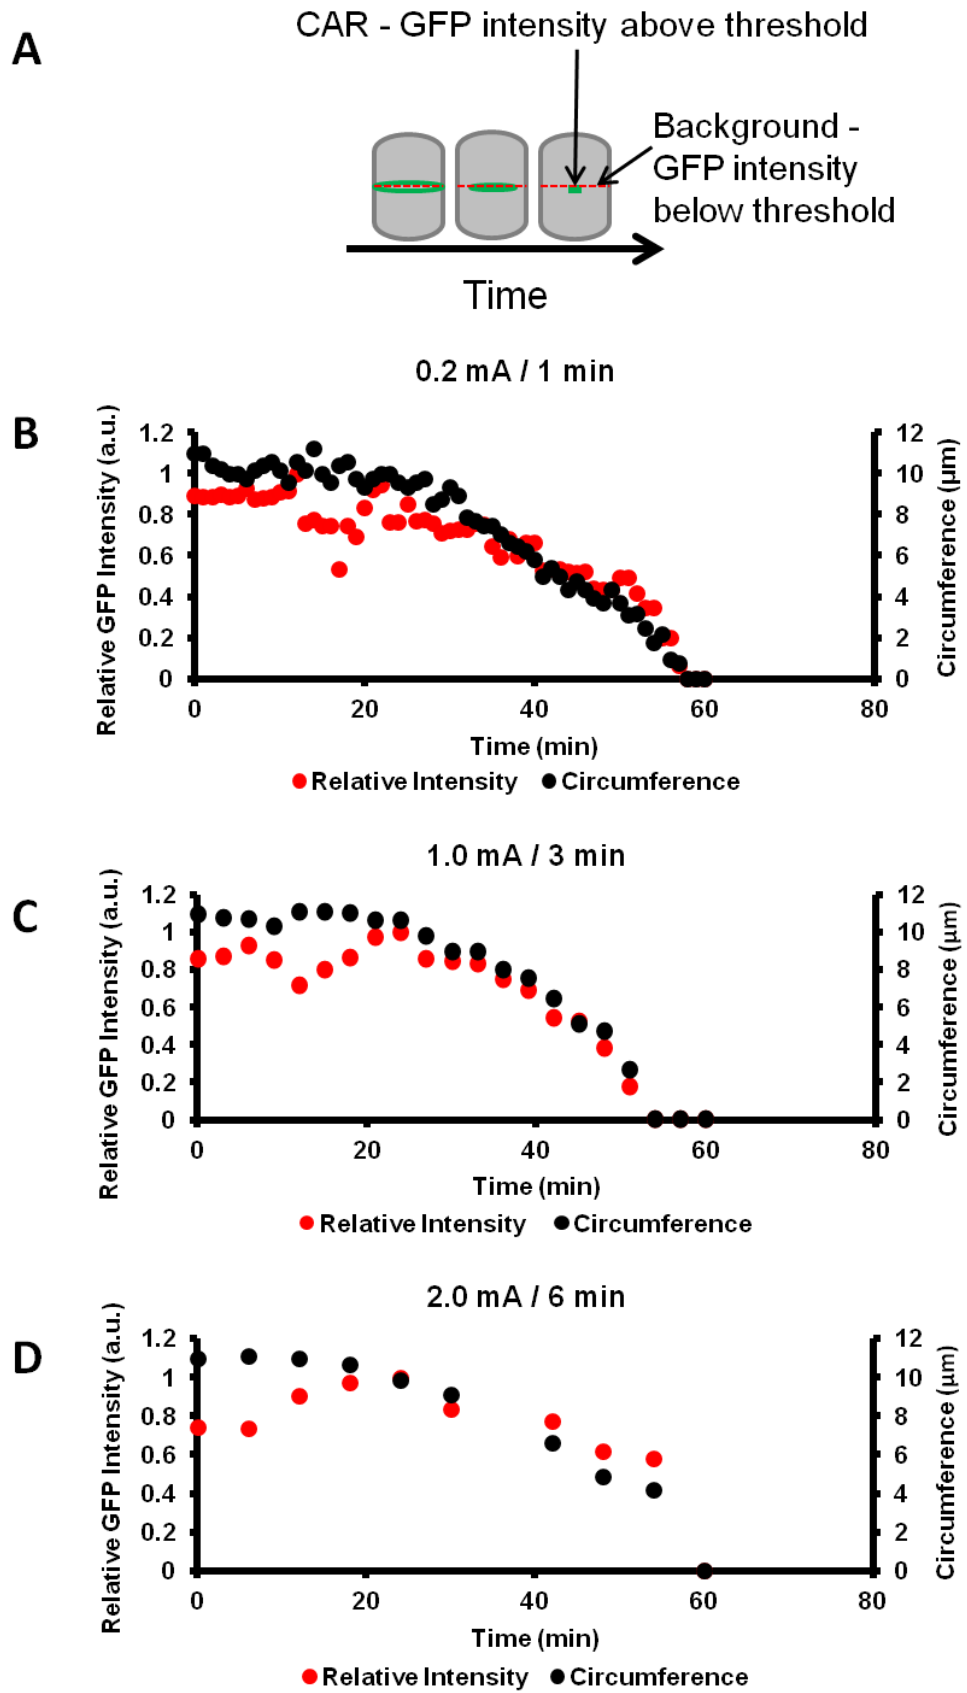 A
CAR - GFP intensity above threshold
Background -
GFP intensity
below threshold
Time
0.2 mA / 1 min
B
Relative GFP Intensity (a.u.)
1.2
1
0.8
0.6
0.4
0.2
0
12
10
8
6
4
2
0
Circumference (µm)
0 20 40 60 80
Time (min)
Relative Intensity Circumference
1.0 mA / 3 min
C
Relative GFP Intensity (a.u.)
1.2
1
0.8
0.6
0.4
0.2
0
12
10
8
6
4
2
0
Circumference (µm)
0 20 40 60 80
Time (min)
Relative Intensity Circumference
2.0 mA / 6 min
D
Relative GFP Intensity (a.u.)
1.2
1
0.8
0.6
0.4
0.2
0
12
10
8
6
4
2
0
Circumference (µm)
0 20 40 60 80
Time (min)
Relative Intensity Circumference